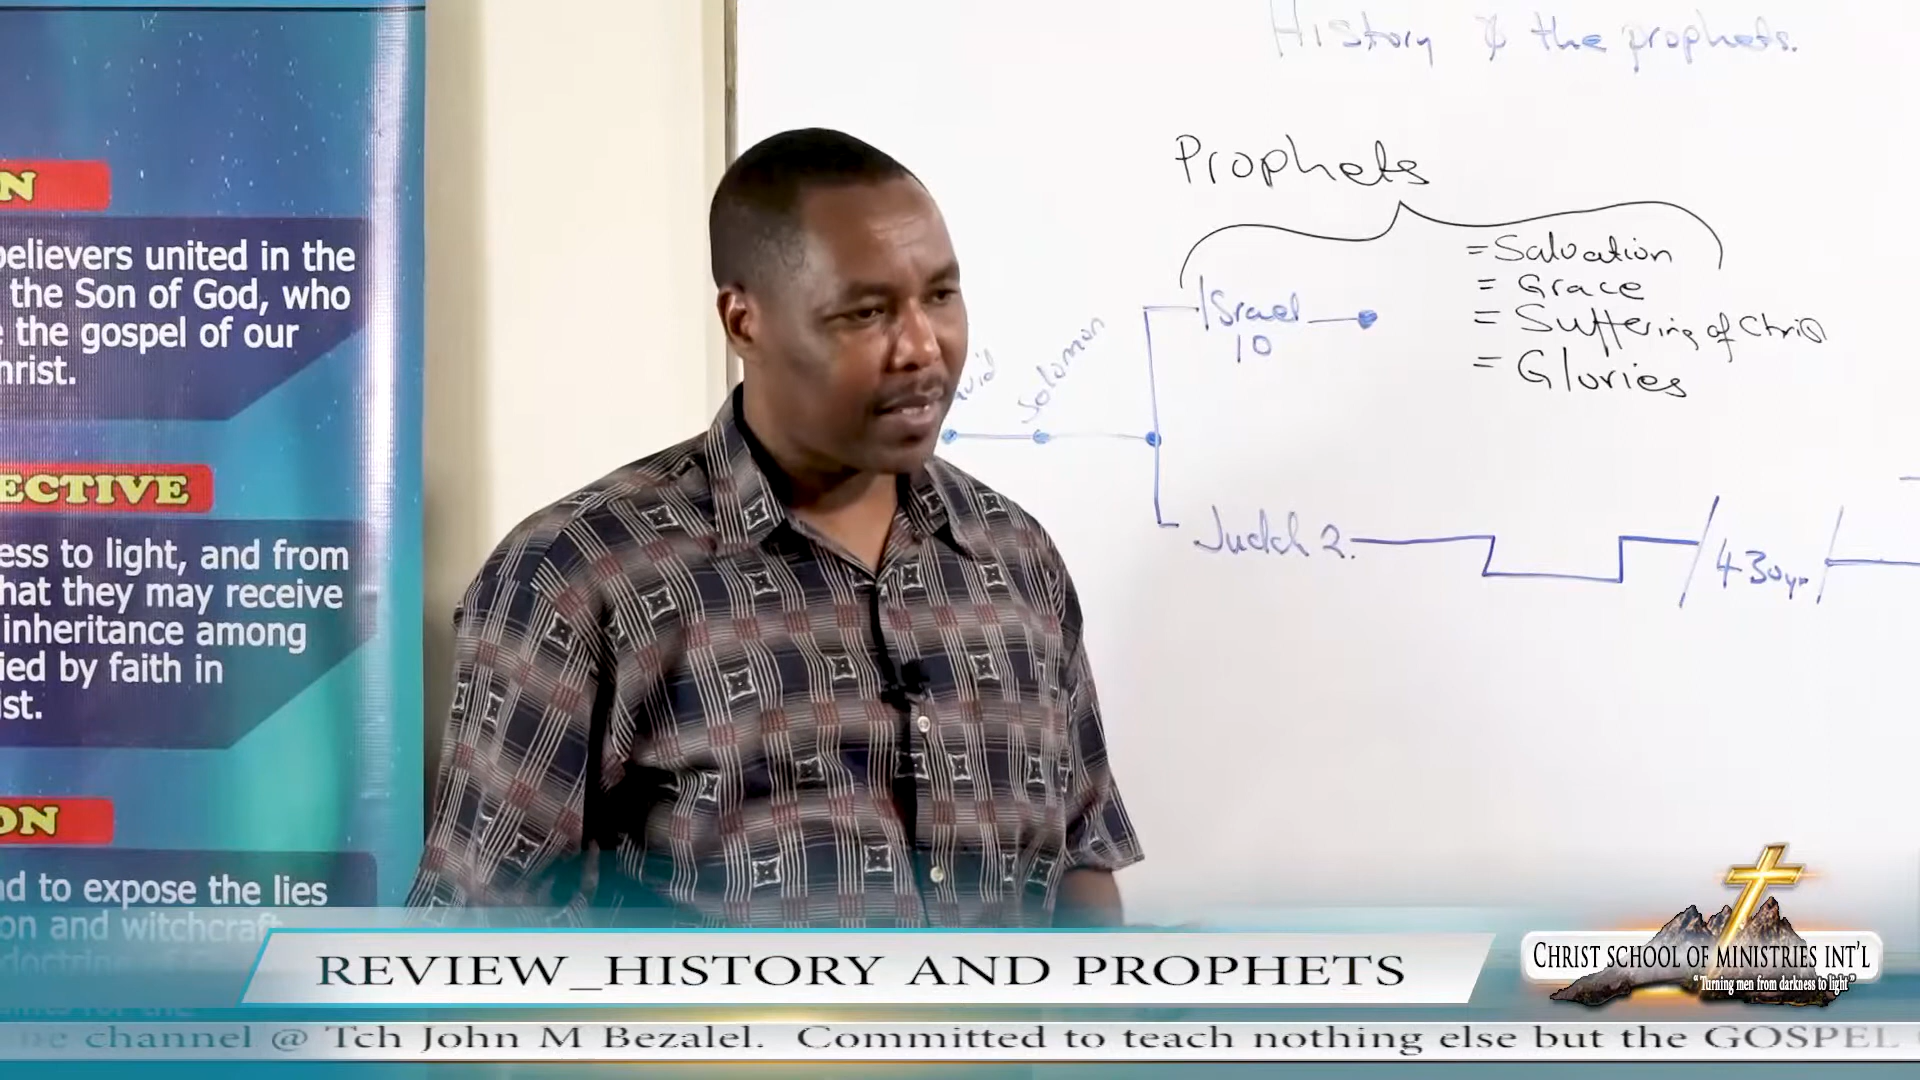 N
believers united in the
the Son of God, who
the gospel of our
hrist.
ECTIVE
ess to light, and from
hat they may receive
inheritance among
ied by faith in
ist.
ON
nd to expose the lies
on and witchcraft
History & the prophets.
Prophets
= Salvation
= Grace
= Suffering of Christ
= Glories
Israel
10
avid
Solomon
Judah 2.
430yr
REVIEW_HISTORY AND PROPHETS
CHRIST SCHOOL OF MINISTRIES INT'L
"Turning men from darkness to light"
channel @ Tch John M Bezalel. Committed to teach nothing else but the GOSPEL